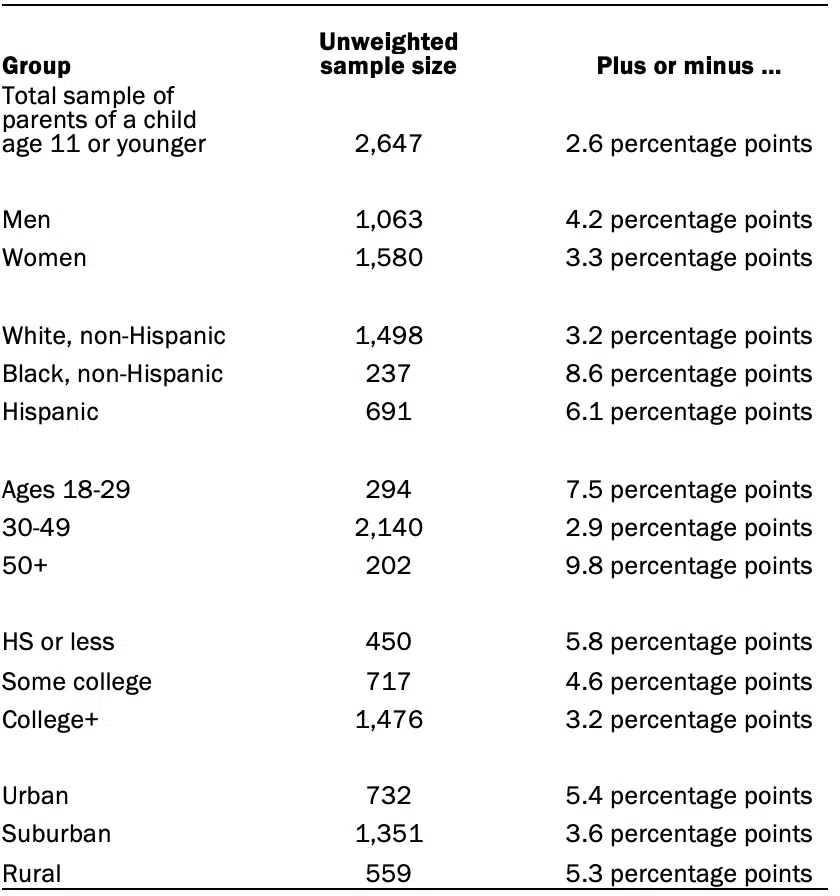 Unweighted
Group sample size Plus or minus ...
Total sample of
parents of a child
age 11 or younger 2,647 2.6 percentage points
Men 1,063 4.2 percentage points
Women 1,580 3.3 percentage points
White, non-Hispanic 1,498 3.2 percentage points
Black, non-Hispanic 237 8.6 percentage points
Hispanic 691 6.1 percentage points
Ages 18-29 294 7.5 percentage points
30-49 2,140 2.9 percentage points
50+ 202 9.8 percentage points
HS or less 450 5.8 percentage points
Some college 717 4.6 percentage points
College+ 1,476 3.2 percentage points
Urban 732 5.4 percentage points
Suburban 1,351 3.6 percentage points
Rural 559 5.3 percentage points